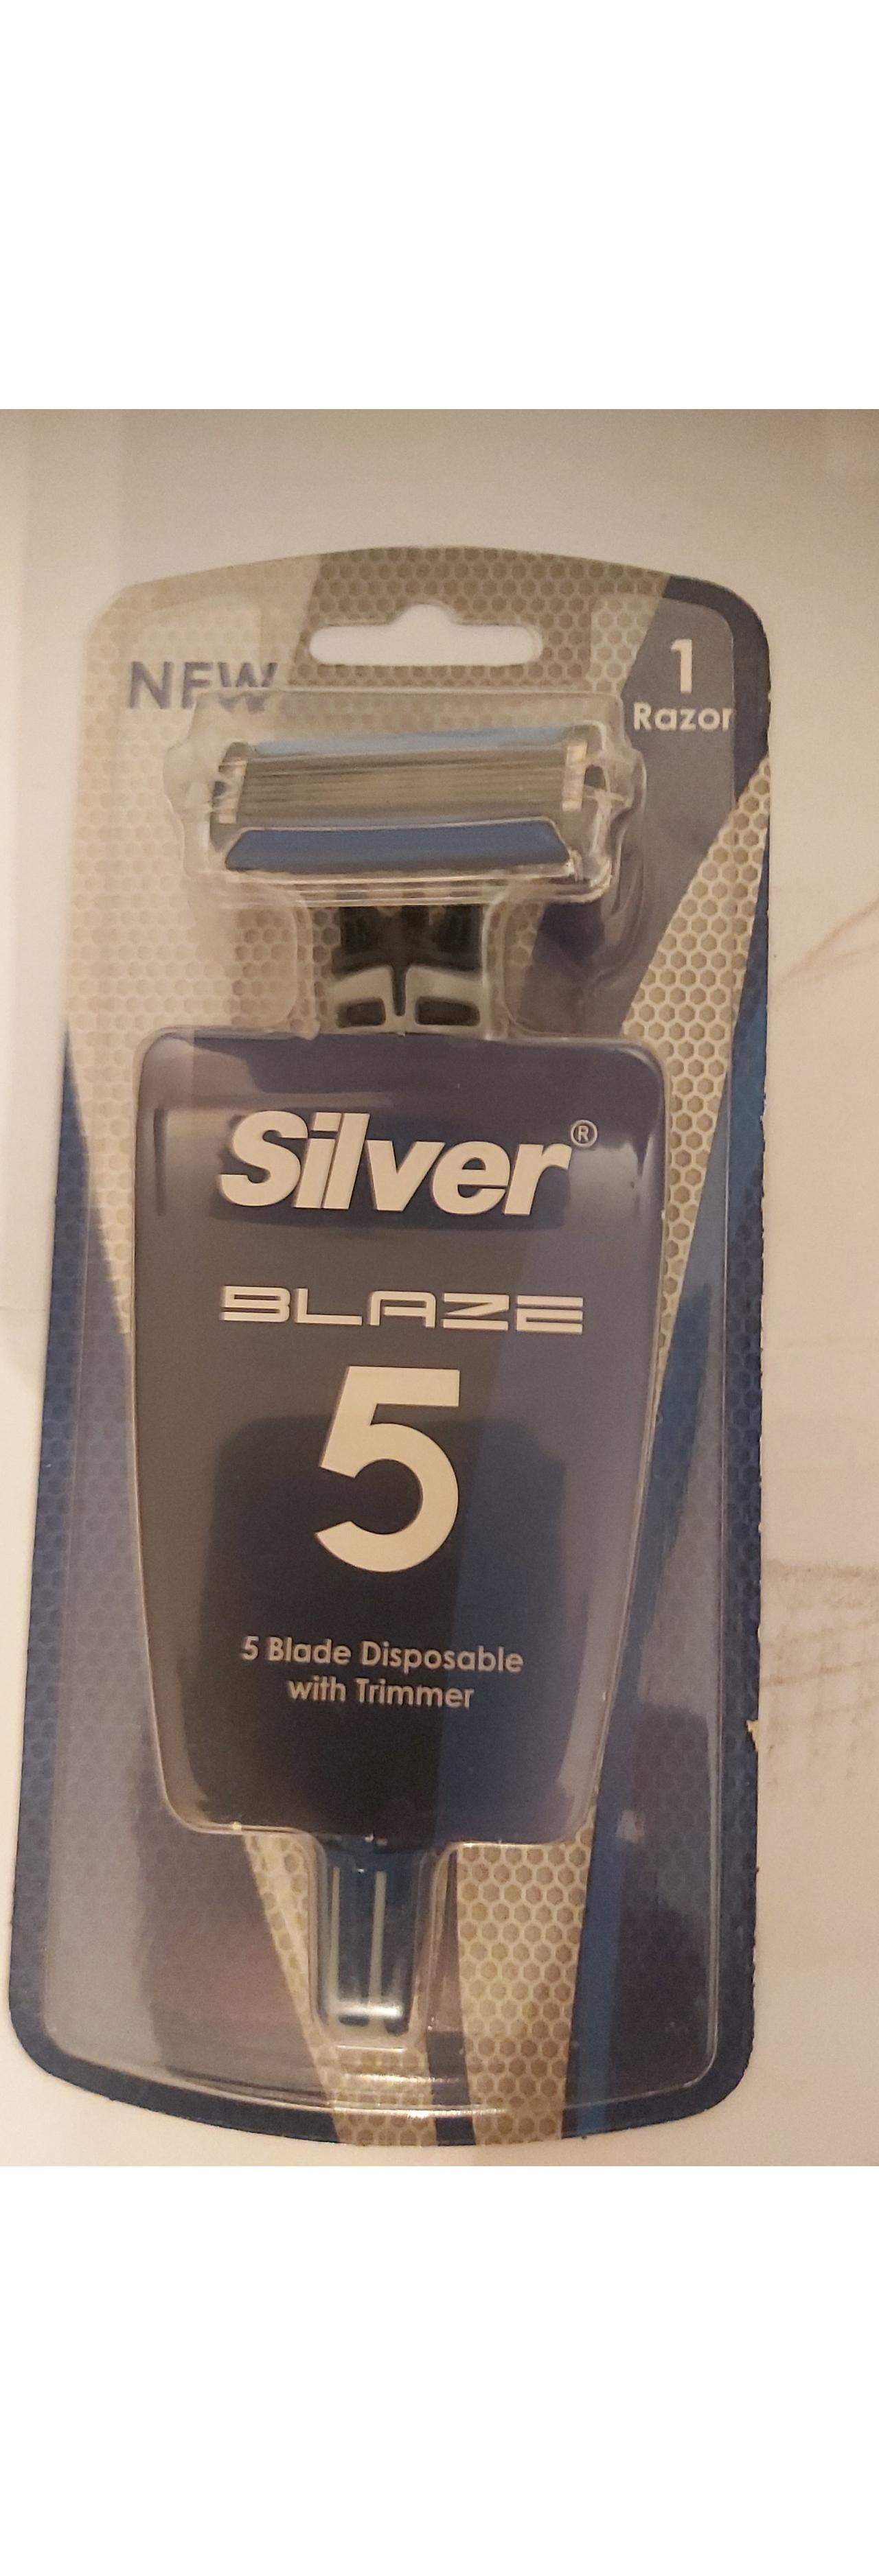 NEW
1
Razor
Silver®
BLAZE
5
5 Blade Disposable
with Trimmer